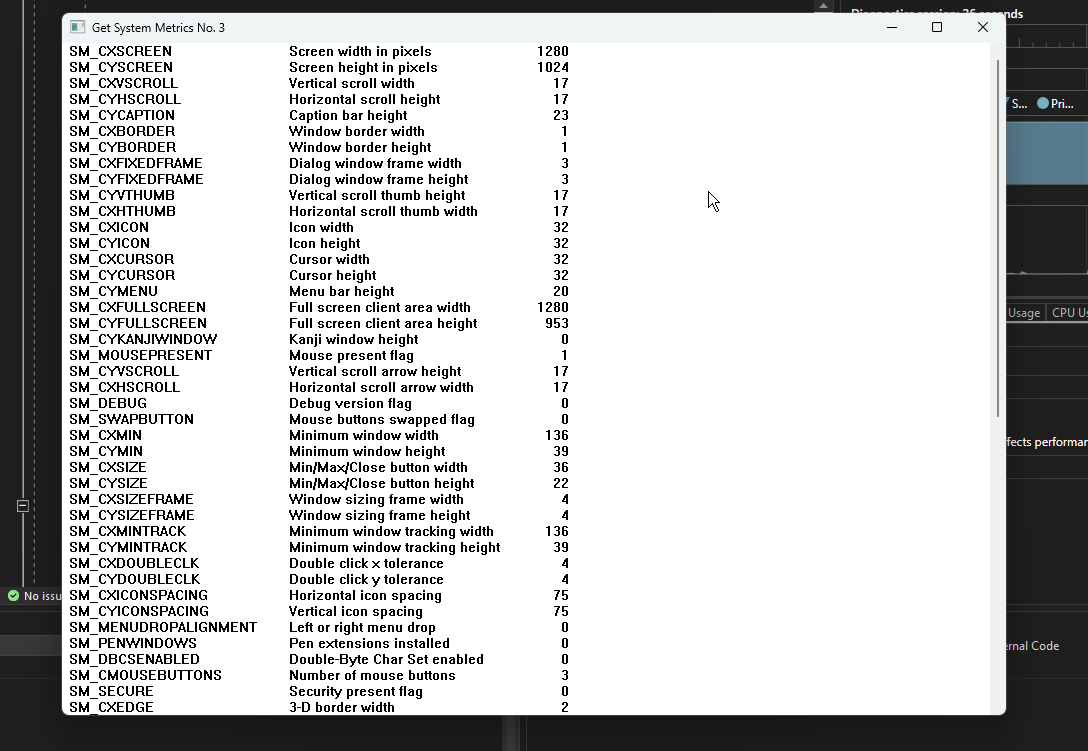 Diagnostics session: 26 seconds
Get System Metrics No. 3
SM_CXSCREEN Screen width in pixels 1280
SM_CYSCREEN Screen height in pixels 1024
SM_CXVSCROLL Vertical scroll width 17
SM_CYHSCROLL Horizontal scroll height 17
SM_CYCAPTION Caption bar height 23
SM_CXBORDER Window border width 1
SM_CYBORDER Window border height 1
SM_CXFIXEDFRAME Dialog window frame width 3
SM_CYFIXEDFRAME Dialog window frame height 3
SM_CYVTHUMB Vertical scroll thumb height 17
SM_CXHTHUMB Horizontal scroll thumb width 17
SM_CXICON Icon width 32
SM_CYICON Icon height 32
SM_CXCURSOR Cursor width 32
SM_CYCURSOR Cursor height 32
SM_CYMENU Menu bar height 20
SM_CXFULLSCREEN Full screen client area width 1280
SM_CYFULLSCREEN Full screen client area height 953
SM_CYKANJIWINDOW Kanji window height 0
SM_MOUSEPRESENT Mouse present flag 1
SM_CYVSCROLL Vertical scroll arrow height 17
SM_CXHSCROLL Horizontal scroll arrow width 17
SM_DEBUG Debug version flag 0
SM_SWAPBUTTON Mouse buttons swapped flag 0
SM_CXMIN Minimum window width 136
SM_CYMIN Minimum window height 39
SM_CXSIZE Min/Max/Close button width 36
SM_CYSIZE Min/Max/Close button height 22
SM_CXSIZEFRAME Window sizing frame width 4
SM_CYSIZEFRAME Window sizing frame height 4
SM_CXMINTRACK Minimum window tracking width 136
SM_CYMINTRACK Minimum window tracking height 39
SM_CXDOUBLECLK Double click x tolerance 4
SM_CYDOUBLECLK Double click y tolerance 4
SM_CXICONSPACING Horizontal icon spacing 75
SM_CYICONSPACING Vertical icon spacing 75
SM_MENUDROPALIGNMENT Left or right menu drop 0
SM_PENWINDOWS Pen extensions installed 0
SM_DBCSENABLED Double-Byte Char Set enabled 0
SM_CMOUSEBUTTONS Number of mouse buttons 3
SM_SECURE Security present flag 0
SM_CXEDGE 3-D border width 2
S... Pri...
Usage CPU Us
ffects performan
No issu
ernal Code